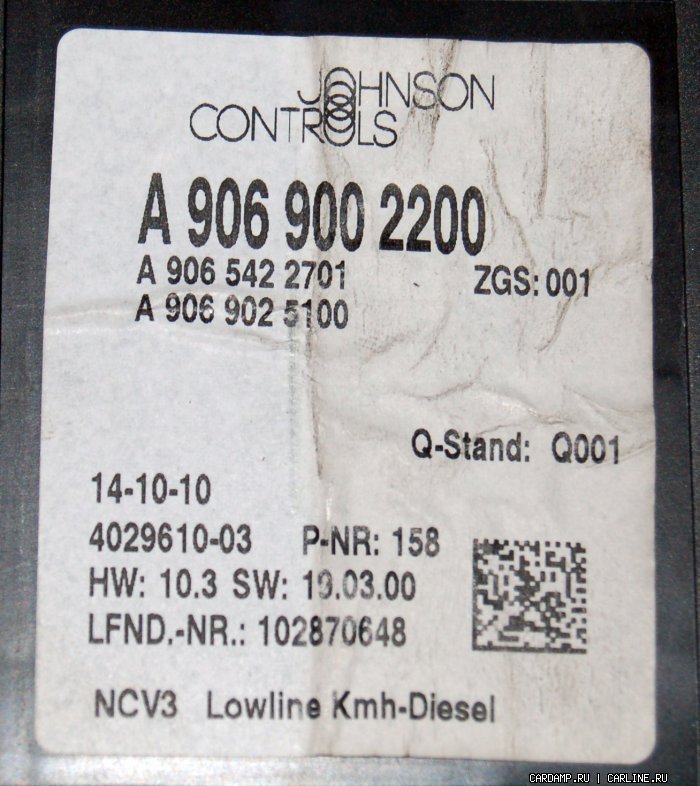 JOHNSON
CONTROLS
A 906 900 2200
A 906 542 2701 ZGS: 001
A 906 902 5100
Q-Stand: Q001
14-10-10
4029610-03 P-NR: 158
HW: 10.3 SW: 19.03.00
LFND.-NR.: 102870648
NCV3 Lowline Kmh-Diesel
CARDAMP.RU | CARLINE.RU